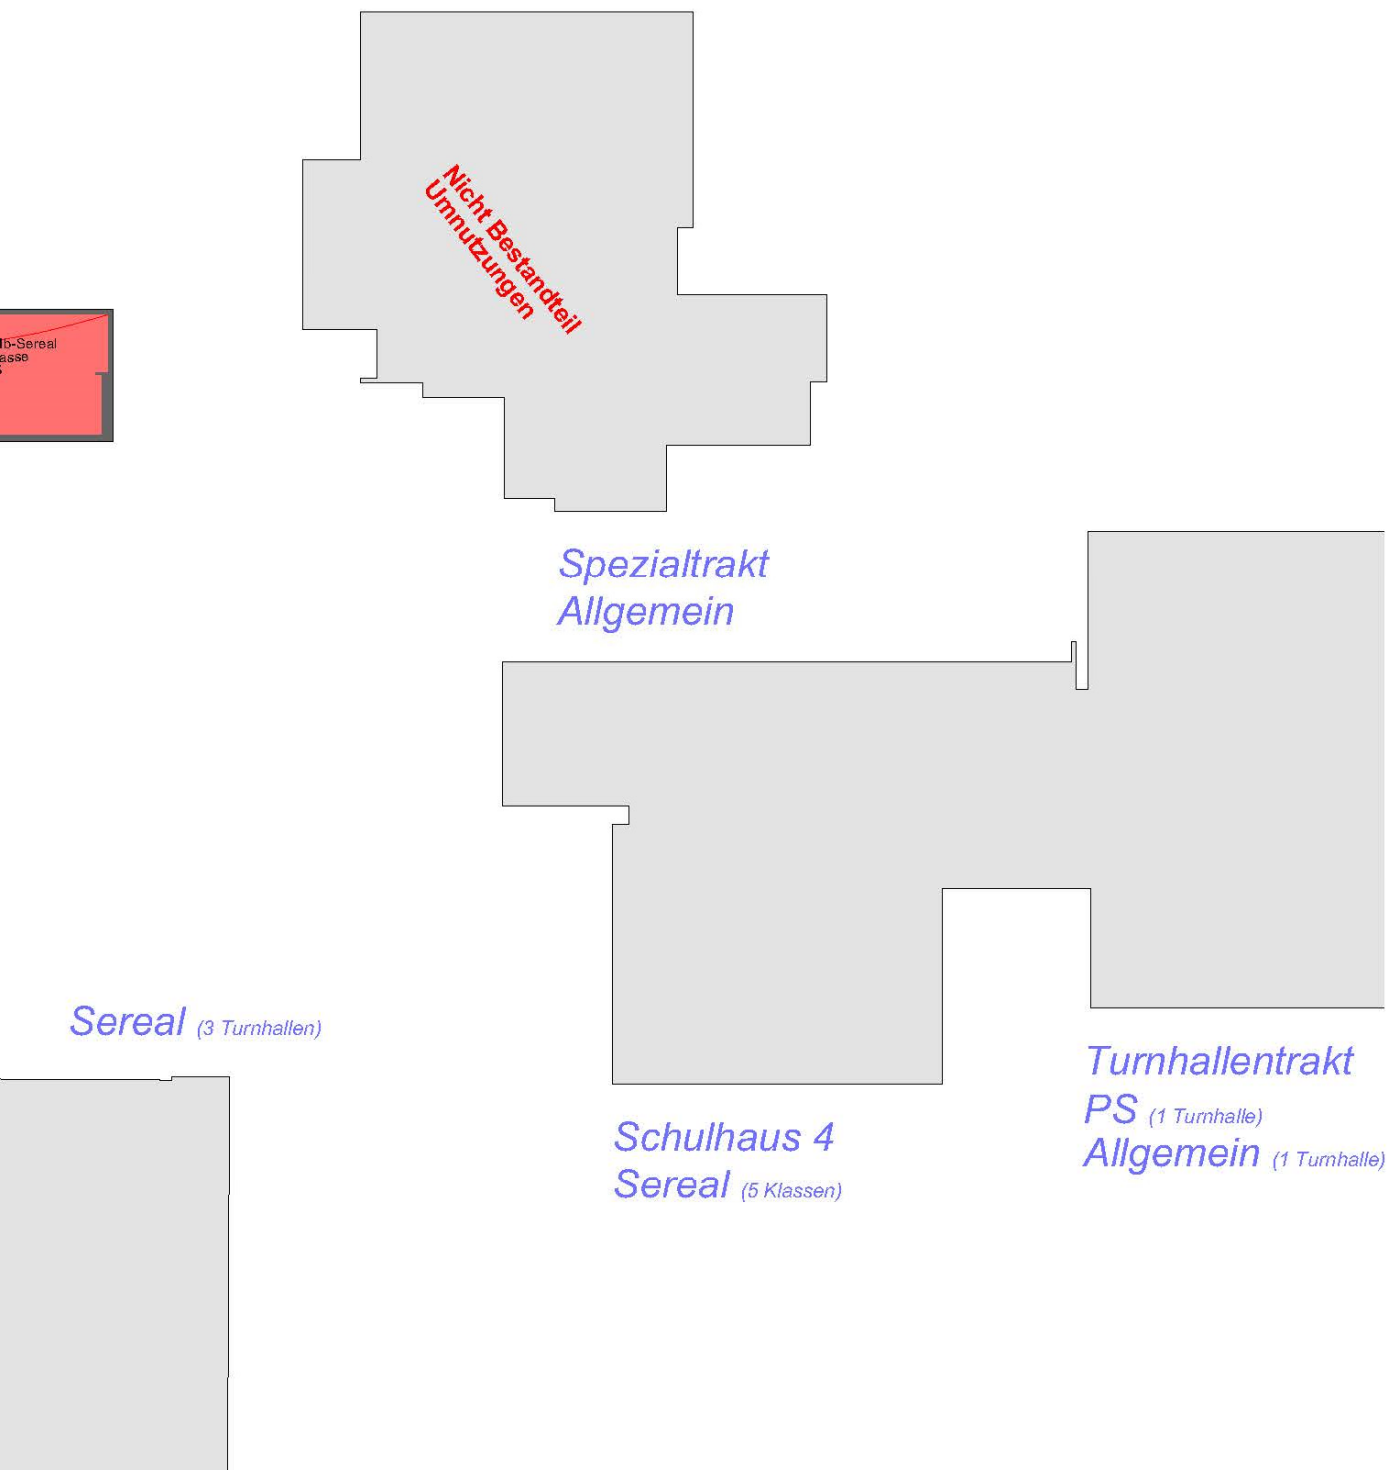 Nicht Bestandteil
Umnutzungen
Ib-Sereal
asse
Spezialtrakt
Allgemein
Sereal (3 Turnhallen)
Turnhallentrakt
PS (1 Turnhalle)
Allgemein (1 Turnhalle)
Schulhaus 4
Sereal (5 Klassen)